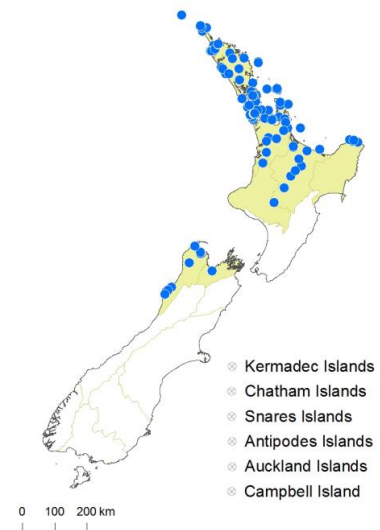 Kermadec Islands
Chatham Islands
Snares Islands
Antipodes Islands
Auckland Islands
Campbell Island
0 100 200 km